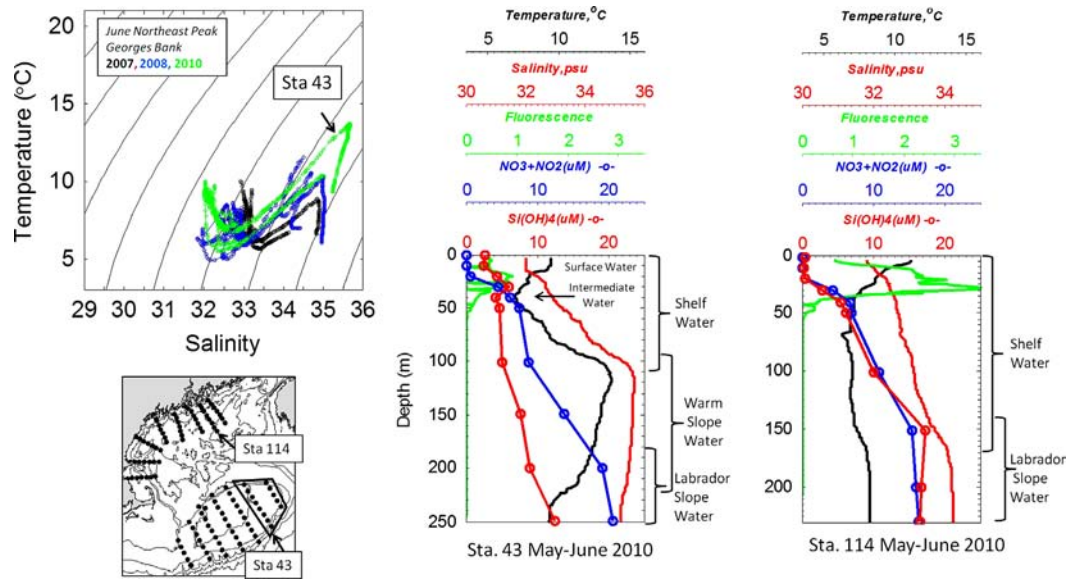 June Northeast Peak
Georges Bank
2007, 2008, 2010
Sta 43
20
15
10
5
Temperature (°C)
29 30 31 32 33 34 35 36
Salinity
Sta 114
Sta 43
Temperature,°C
5 10 15
Salinity,psu
30 32 34 36
Fluorescence
0 1 2 3
NO3+NO2(uM) -o-
0 10 20
Si(OH)4(uM) -o-
0 10 20
0
50
100
150
200
250
Depth (m)
Surface Water
Intermediate
Water
Shelf
Water
Warm
Slope
Water
Labrador
Slope
Water
Sta. 43 May-June 2010
Temperature,°C
5 10 15
Salinity,psu
30 32 34
Fluorescence
0 1 2 3
NO3+NO2(uM) -o-
0 10 20
Si(OH)4(uM) -o-
0 10 20
0
50
100
150
200
Shelf
Water
Labrador
Slope
Water
Sta. 114 May-June 2010